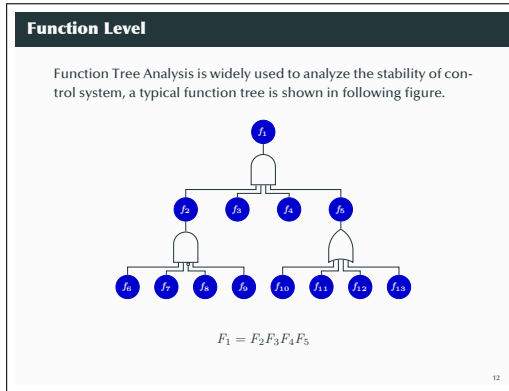 Function Level
Function Tree Analysis is widely used to analyze the stability of con-
trol system, a typical function tree is shown in following figure.
f₁
f₂ f₃ f₄ f₅
f₆ f₇ f₈ f₉ f₁₀ f₁₁ f₁₂ f₁₃
F₁ = F₂F₃F₄F₅
12